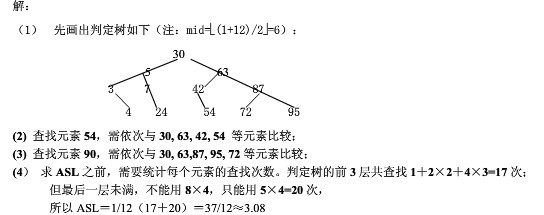 解：
（1） 先画出判定树如下（注：mid=⌊(1+12)/2⌋=6）：
30
5 63
3 7 42 87
4 24 54 72 95
(2) 查找元素 54，需依次与 30, 63, 42, 54 等元素比较；
(3) 查找元素 90，需依次与 30, 63,87, 95, 72 等元素比较；
(4) 求 ASL 之前，需要统计每个元素的查找次数。判定树的前 3 层共查找 1＋2×2＋4×3=17 次；
但最后一层未满，不能用 8×4，只能用 5×4=20 次，
所以 ASL＝1/12（17＋20）＝37/12≈3.08